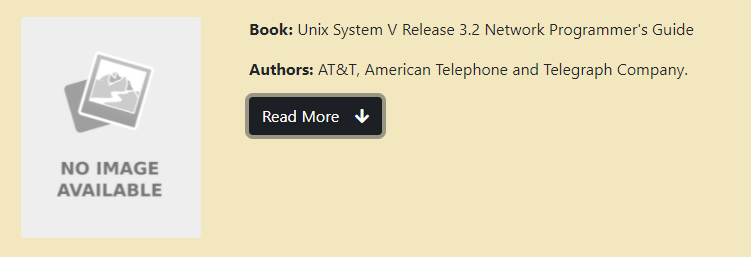 Book: Unix System V Release 3.2 Network Programmer's Guide
Authors: AT&T, American Telephone and Telegraph Company.
Read More
NO IMAGE
AVAILABLE